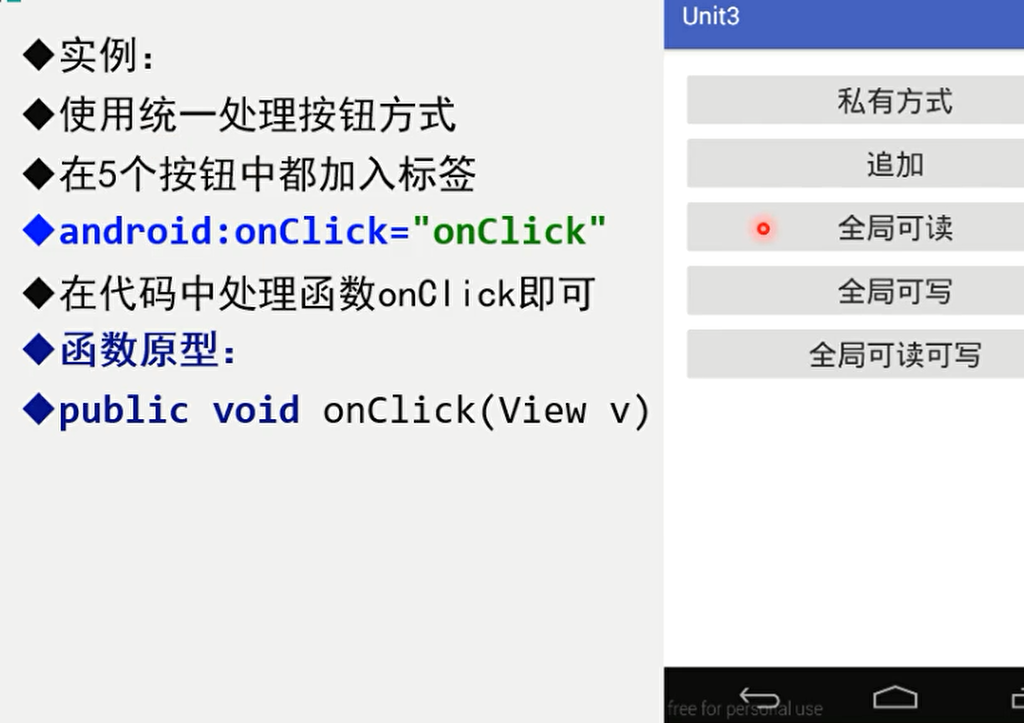 ◆实例：
◆使用统一处理按钮方式
◆在5个按钮中都加入标签
◆android:onClick="onClick"
◆在代码中处理函数onClick即可
◆函数原型：
◆public void onClick(View v)
Unit3
私有方式
追加
全局可读
全局可写
全局可读可写
free for personal use